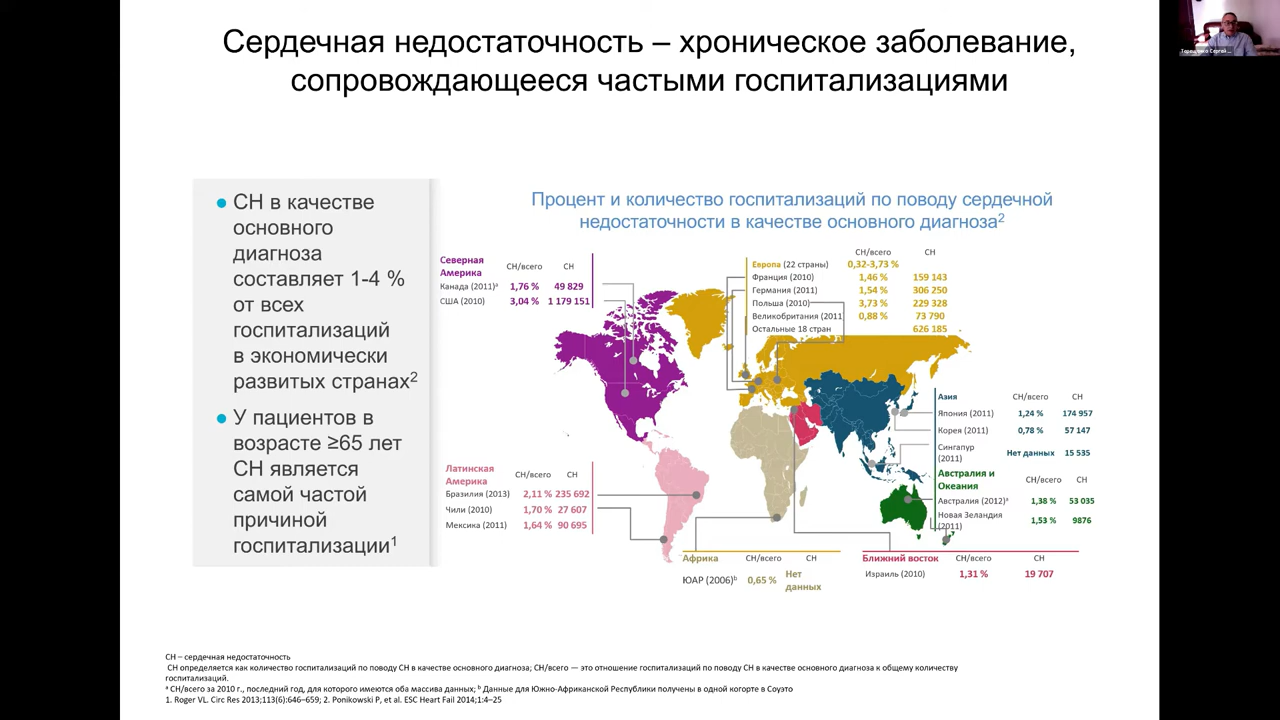 Сердечная недостаточность – хроническое заболевание,
сопровождающееся частыми госпитализациями
Терещенко Сергей ...
СН в качестве
основного
диагноза
составляет 1-4 %
от всех
госпитализаций
в экономически
развитых странах²
У пациентов в
возрасте ≥65 лет
СН является
самой частой
причиной
госпитализации¹
Процент и количество госпитализаций по поводу сердечной
недостаточности в качестве основного диагноза²
Северная
Америка СН/всего СН
Канада (2011)ᵃ 1,76 % 49 829
США (2010) 3,04 % 1 179 151
СН/всего СН
Европа (22 страны) 0,32-3,73 %
Франция (2010) 1,46 % 159 143
Германия (2011) 1,54 % 306 250
Польша (2010) 3,73 % 229 328
Великобритания (2011 0,88 % 73 790
Остальные 18 стран 626 185
Азия СН/всего СН
Япония (2011) 1,24 % 174 957
Корея (2011) 0,78 % 57 147
Сингапур
(2011) Нет данных 15 535
Австралия и
Океания СН/всего СН
Австралия (2012)ᵃ 1,38 % 53 035
Новая Зеландия
(2011) 1,53 % 9876
Латинская
Америка СН/всего СН
Бразилия (2013) 2,11 % 235 692
Чили (2010) 1,70 % 27 607
Мексика (2011) 1,64 % 90 695
Африка СН/всего СН
ЮАР (2006)ᵇ 0,65 % Нет
данных
Ближний восток СН/всего СН
Израиль (2010) 1,31 % 19 707
СН – сердечная недостаточность
СН определяется как количество госпитализаций по поводу СН в качестве основного диагноза; СН/всего — это отношение госпитализаций по поводу СН в качестве основного диагноза к общему количеству
госпитализаций.
ᵃ СН/всего за 2010 г., последний год, для которого имеются оба массива данных; ᵇ Данные для Южно-Африканской Республики получены в одной когорте в Соуэто
1. Roger VL. Circ Res 2013;113(6):646–659; 2. Ponikowski P, et al. ESC Heart Fail 2014;1:4–25